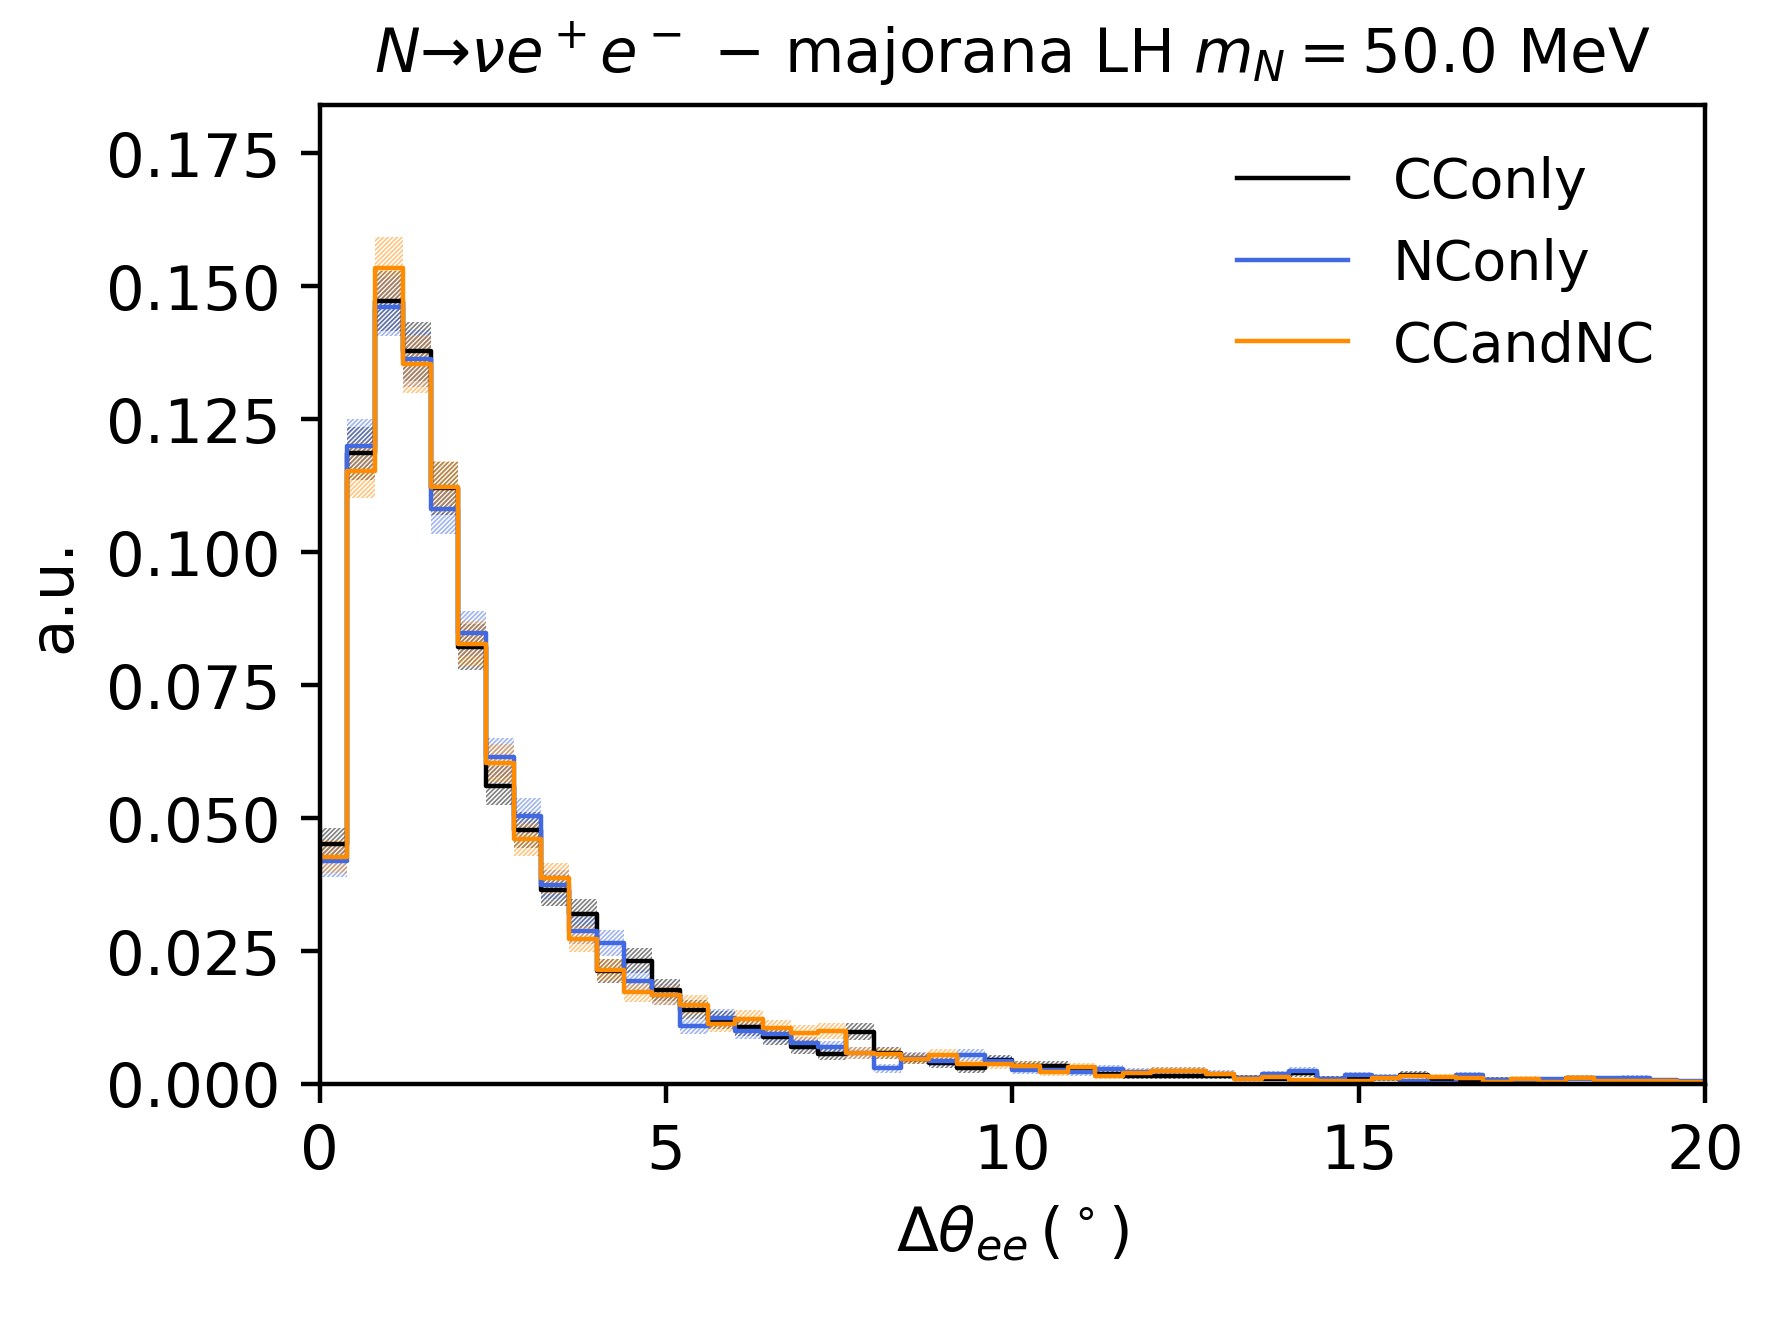 N→νe⁺e⁻ − majorana LH m_N = 50.0 MeV
CConly
NConly
CCandNC
a.u.
0.175
0.150
0.125
0.100
0.075
0.050
0.025
0.000
0 5 10 15 20
Δθ_ee (°)